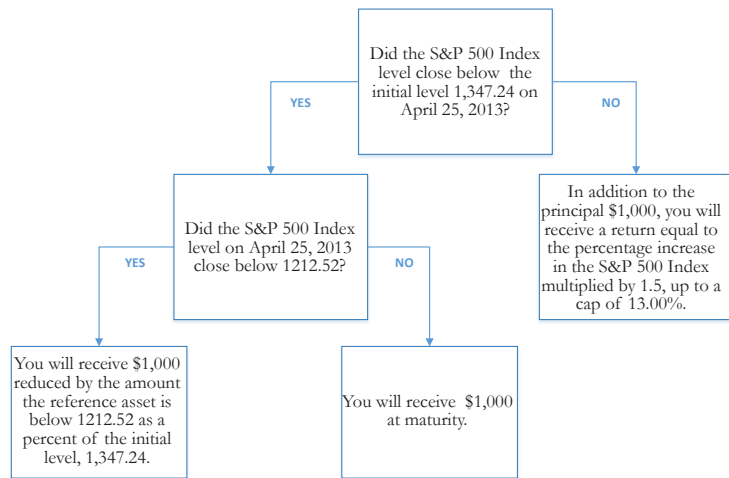 Did the S&P 500 Index
level close below the
initial level 1,347.24 on
April 25, 2013?
YES
NO
Did the S&P 500 Index
level on April 25, 2013
close below 1212.52?
In addition to the
principal $1,000, you will
receive a return equal to
the percentage increase
in the S&P 500 Index
multiplied by 1.5, up to a
cap of 13.00%.
YES
NO
You will receive $1,000
reduced by the amount
the reference asset is
below 1212.52 as a
percent of the initial
level, 1,347.24.
You will receive $1,000
at maturity.